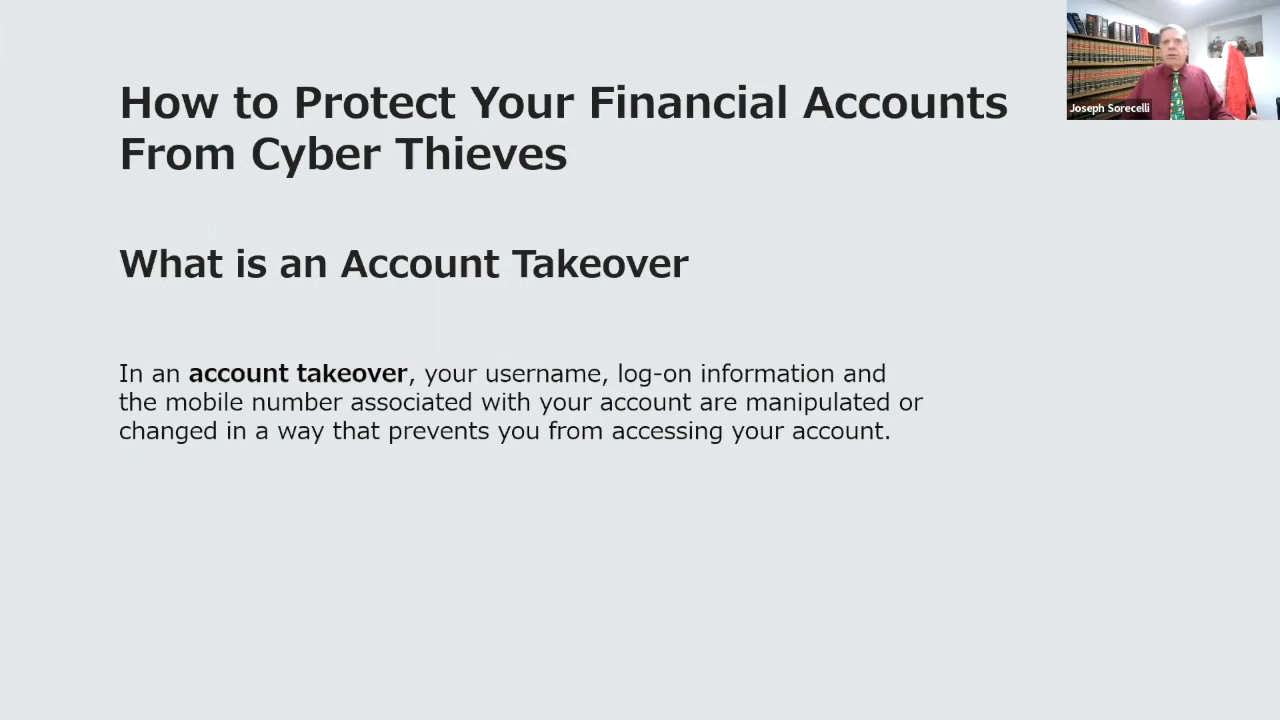 How to Protect Your Financial Accounts
From Cyber Thieves
What is an Account Takeover
In an account takeover, your username, log-on information and
the mobile number associated with your account are manipulated or
changed in a way that prevents you from accessing your account.
Joseph Sorecelli